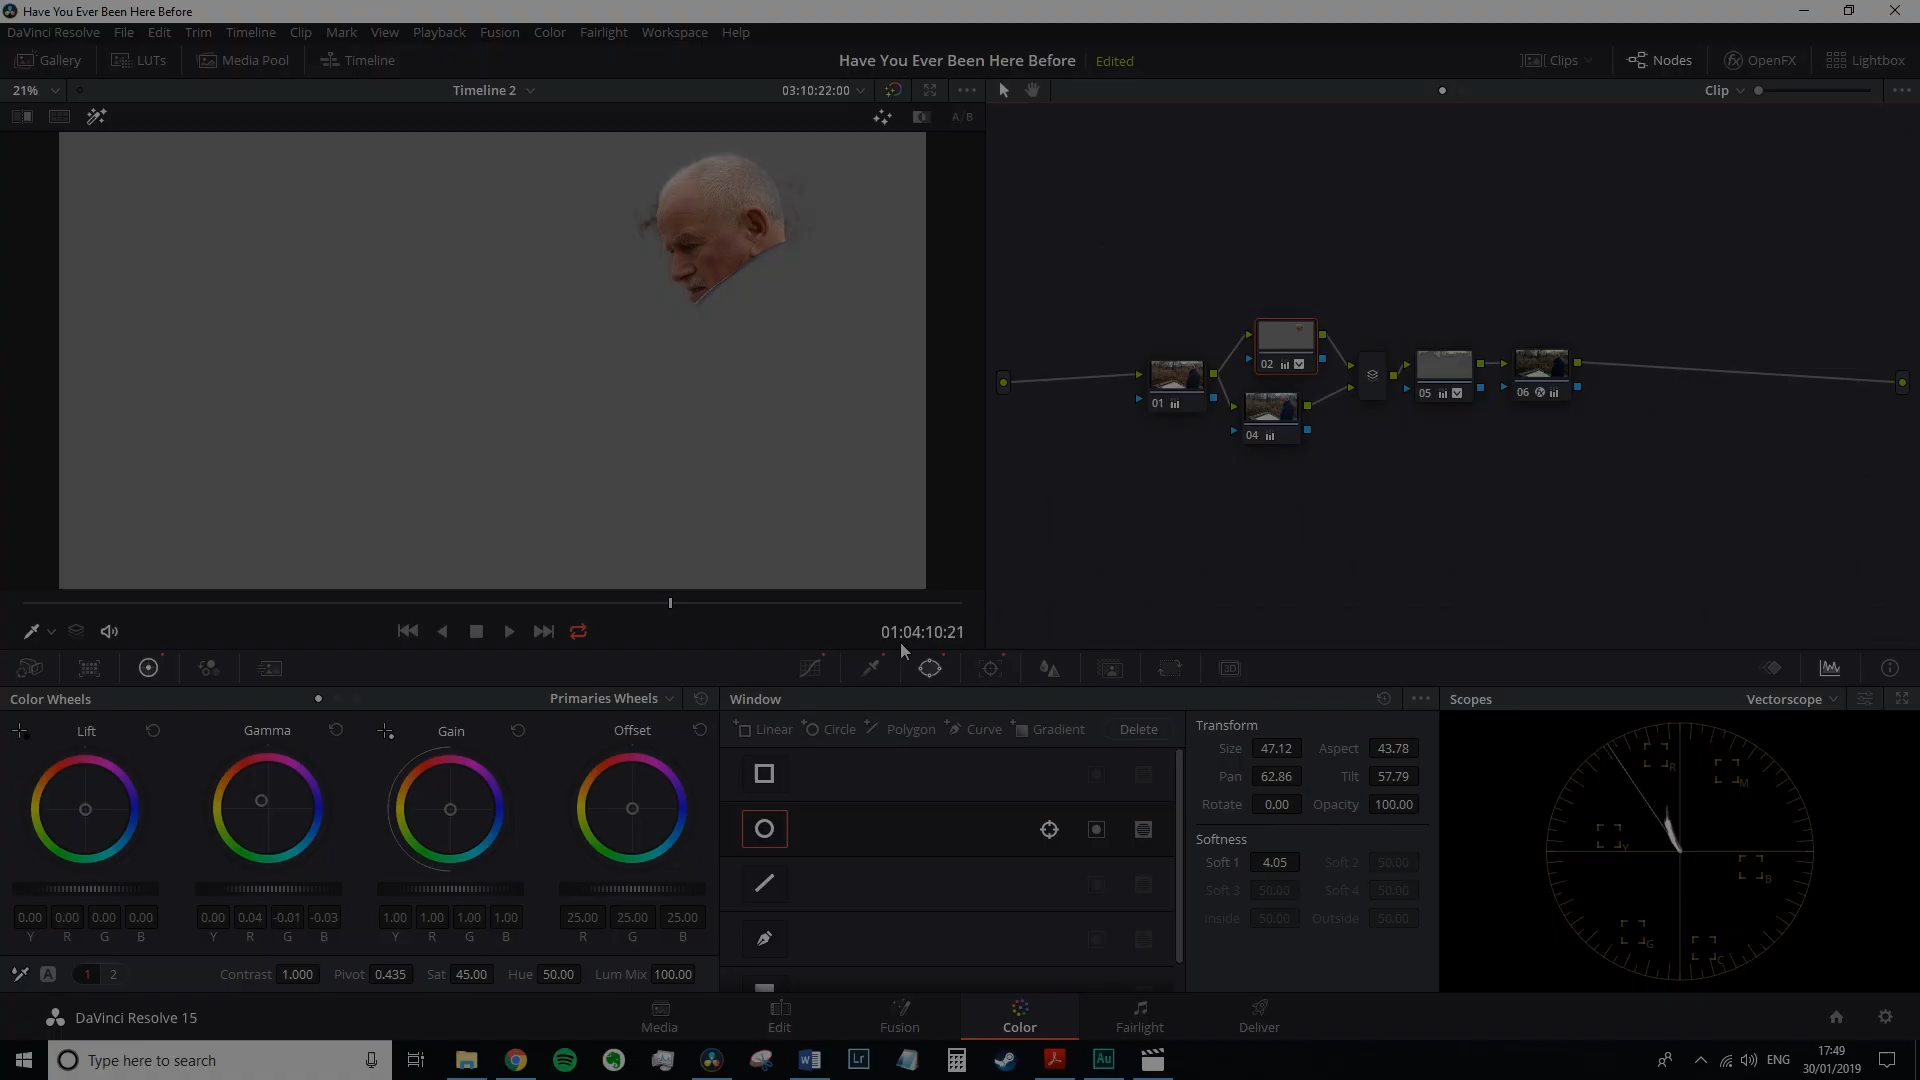 Have You Ever Been Here Before
DaVinci Resolve File Edit Trim Timeline Clip Mark View Playback Fusion Color Fairlight Workspace Help
Gallery LUTs Media Pool Timeline Have You Ever Been Here Before Edited Clips Nodes OpenFX Lightbox
21% Timeline 2 03:10:22:00 Clip
A/B
02
01
05
06
04
01:04:10:21
3D
Color Wheels Primaries Wheels Window Scopes Vectorscope
Lift Gamma Gain Offset
Linear Circle Polygon Curve Gradient Delete
Transform
Size 47.12 Aspect 43.78
Pan 62.86 Tilt 57.79
Rotate 0.00 Opacity 100.00
Softness
Soft 1 4.05 Soft 2 50.00
Soft 3 50.00 Soft 4 50.00
Inside 50.00 Outside 50.00
R M
Y B
G C
0.00 0.00 0.00 0.00 0.00 0.04 -0.01 -0.03 1.00 1.00 1.00 1.00 25.00 25.00 25.00
Y R G B Y R G B Y R G B R G B
A 1 2 Contrast 1.000 Pivot 0.435 Sat 45.00 Hue 50.00 Lum Mix 100.00
DaVinci Resolve 15 Media Edit Fusion Color Fairlight Deliver
Type here to search Lr Au ENG 17:49
30/01/2019